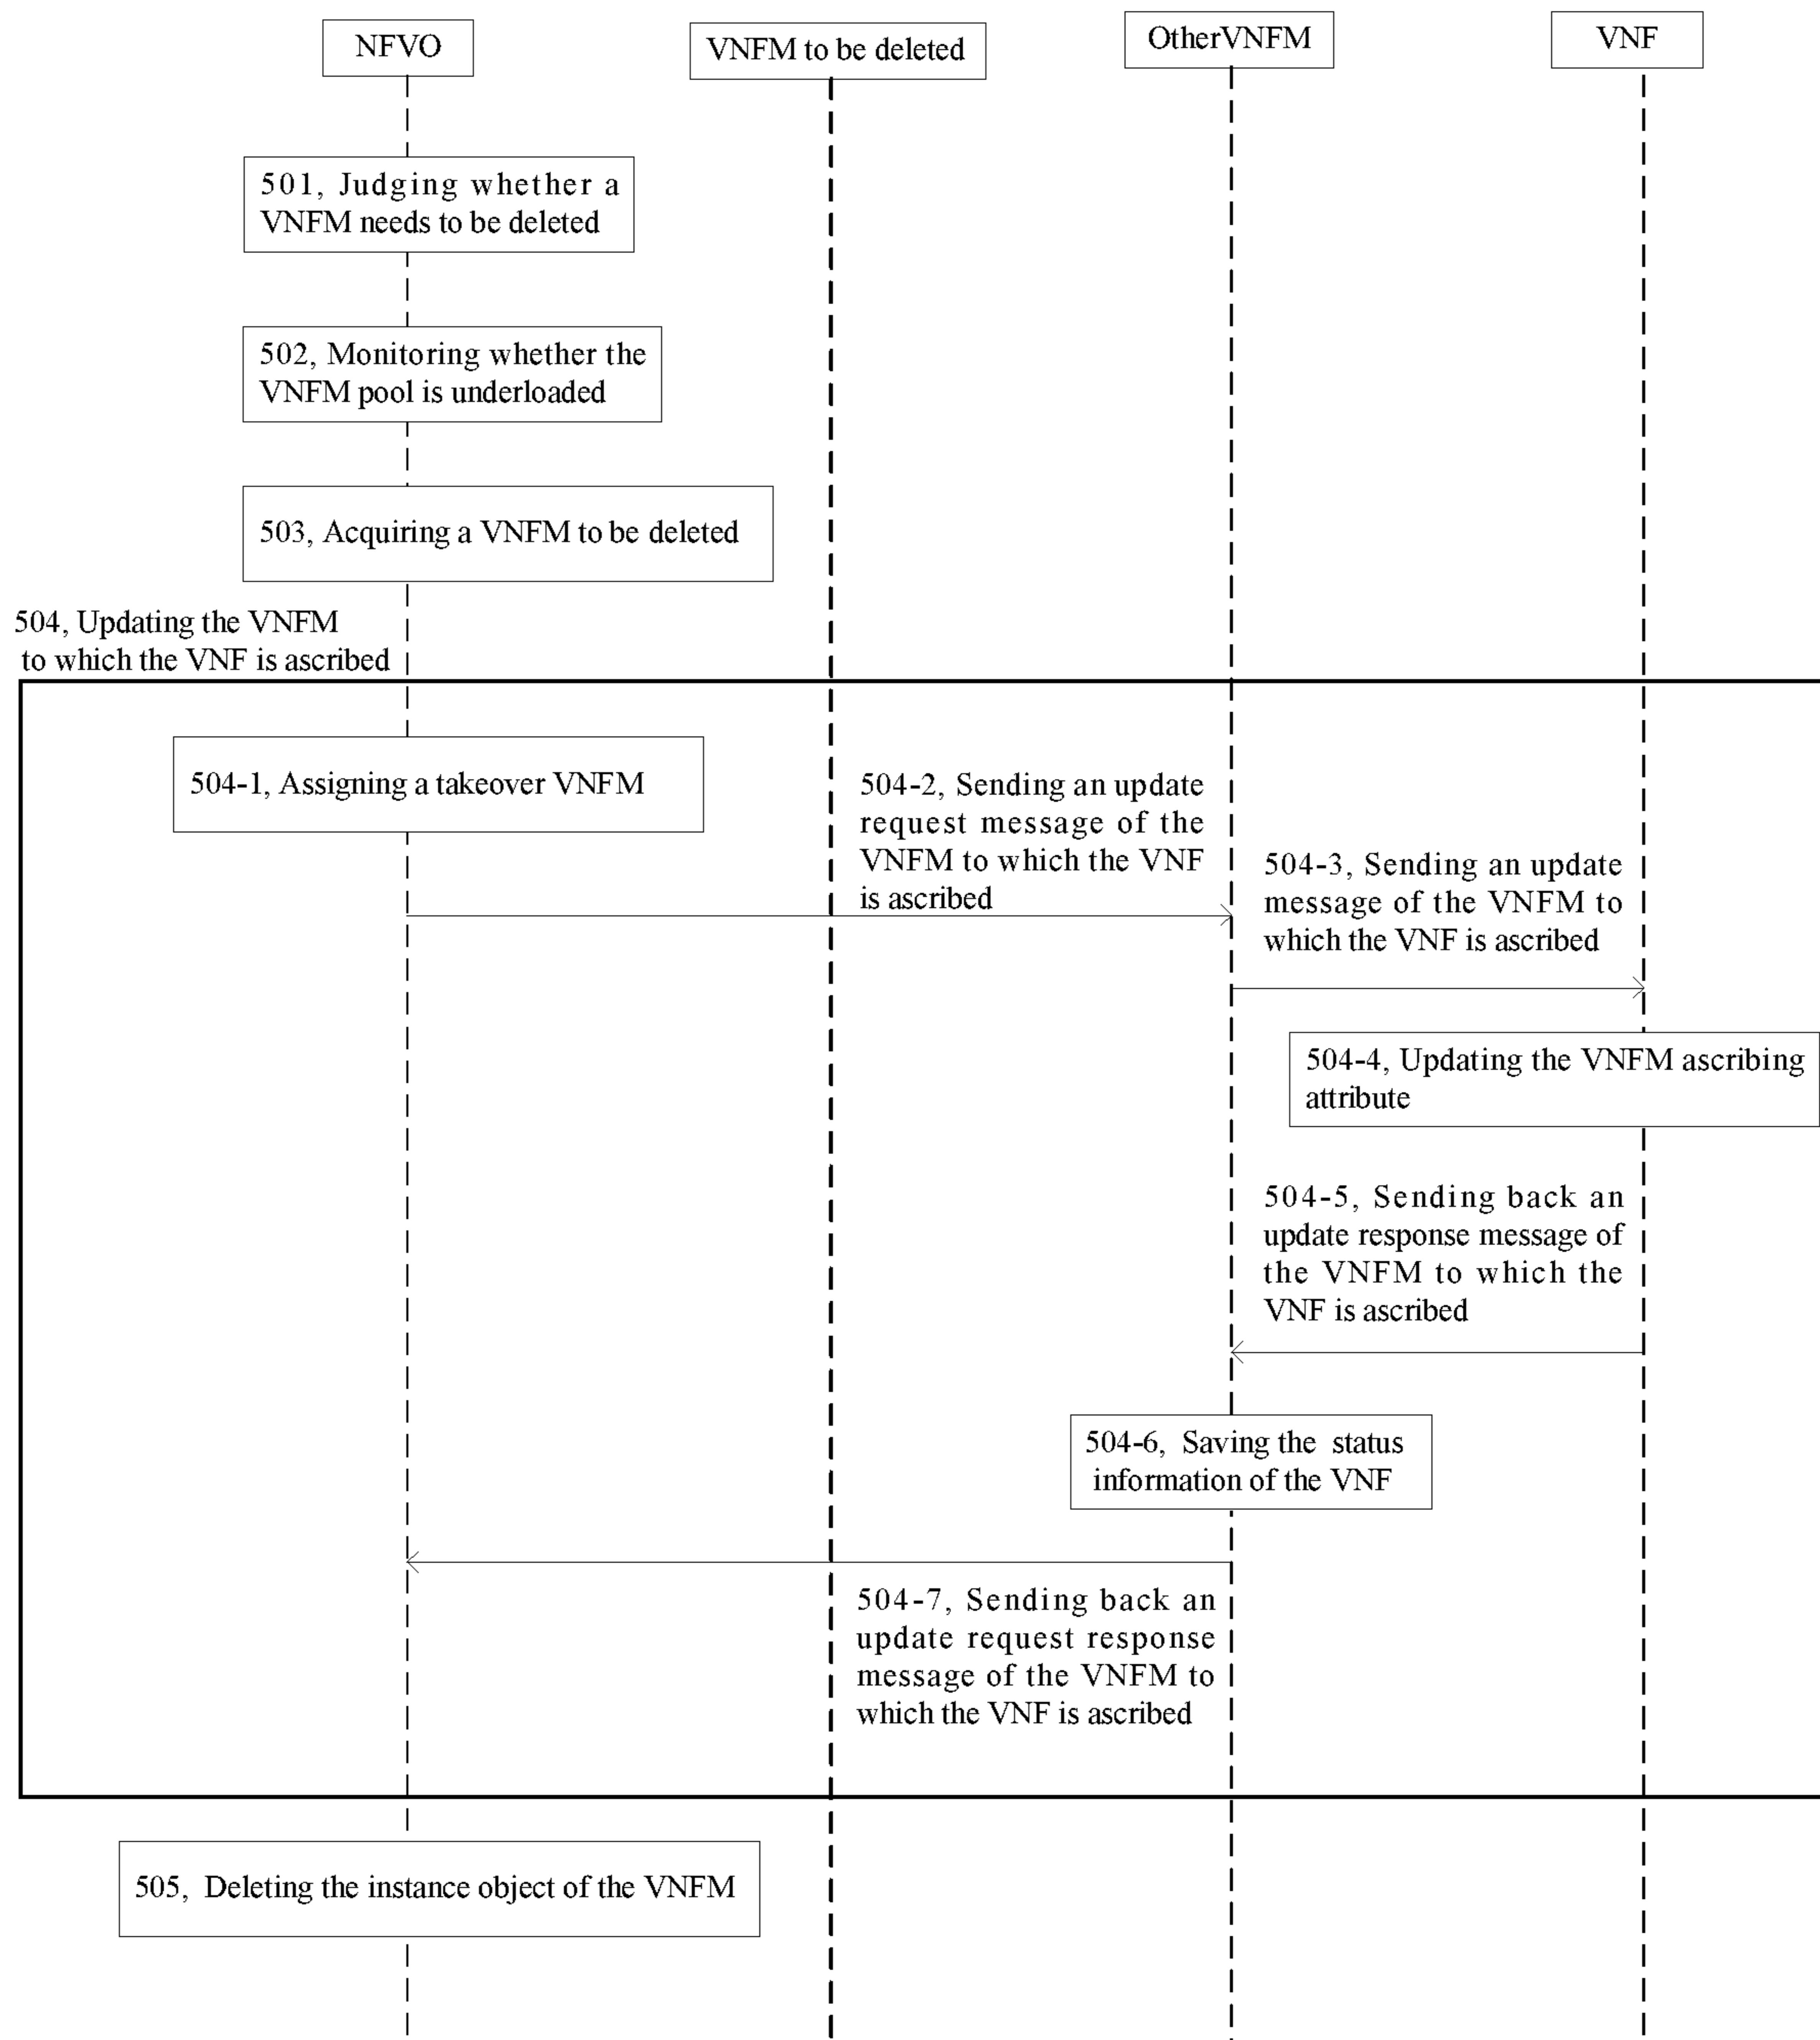 NFVO
VNFM to be deleted
OtherVNFM
VNF
501, Judging whether a
VNFM needs to be deleted
502, Monitoring whether the
VNFM pool is underloaded
503, Acquiring a VNFM to be deleted
504, Updating the VNFM
to which the VNF is ascribed
504-1, Assigning a takeover VNFM
504-2, Sending an update
request message of the
VNFM to which the VNF
is ascribed
504-3, Sending an update
message of the VNFM to
which the VNF is ascribed
504-4, Updating the VNFM ascribing
attribute
504-5, Sending back an
update response message of
the VNFM to which the
VNF is ascribed
504-6, Saving the status
information of the VNF
504-7, Sending back an
update request response
message of the VNFM to
which the VNF is ascribed
505, Deleting the instance object of the VNFM